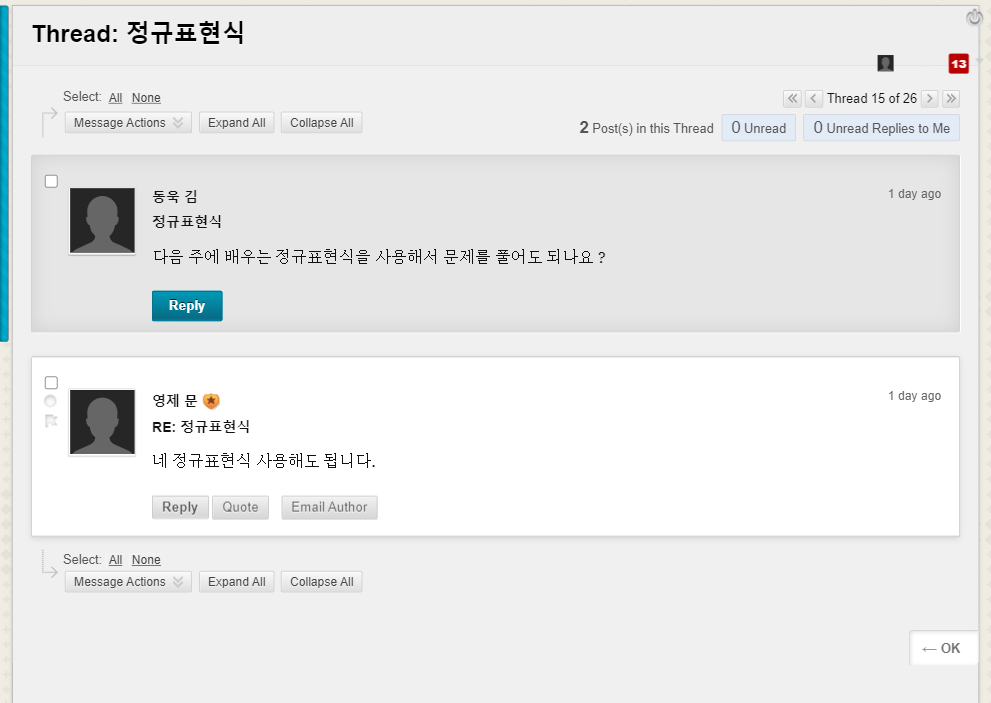 Thread: 정규표현식
13
Select: All None
Thread 15 of 26
Message Actions Expand All Collapse All
2 Post(s) in this Thread 0 Unread 0 Unread Replies to Me
동욱 김
1 day ago
정규표현식
다음 주에 배우는 정규표현식을 사용해서 문제를 풀어도 되나요 ?
Reply
영제 문
1 day ago
RE: 정규표현식
네 정규표현식 사용해도 됩니다.
Reply Quote Email Author
Select: All None
Message Actions Expand All Collapse All
← OK